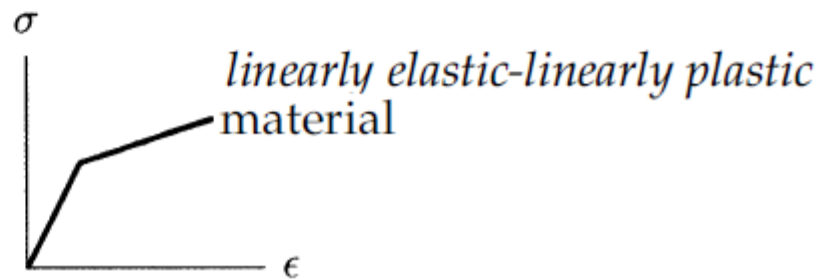 σ
linearly elastic-linearly plastic
material
ϵ